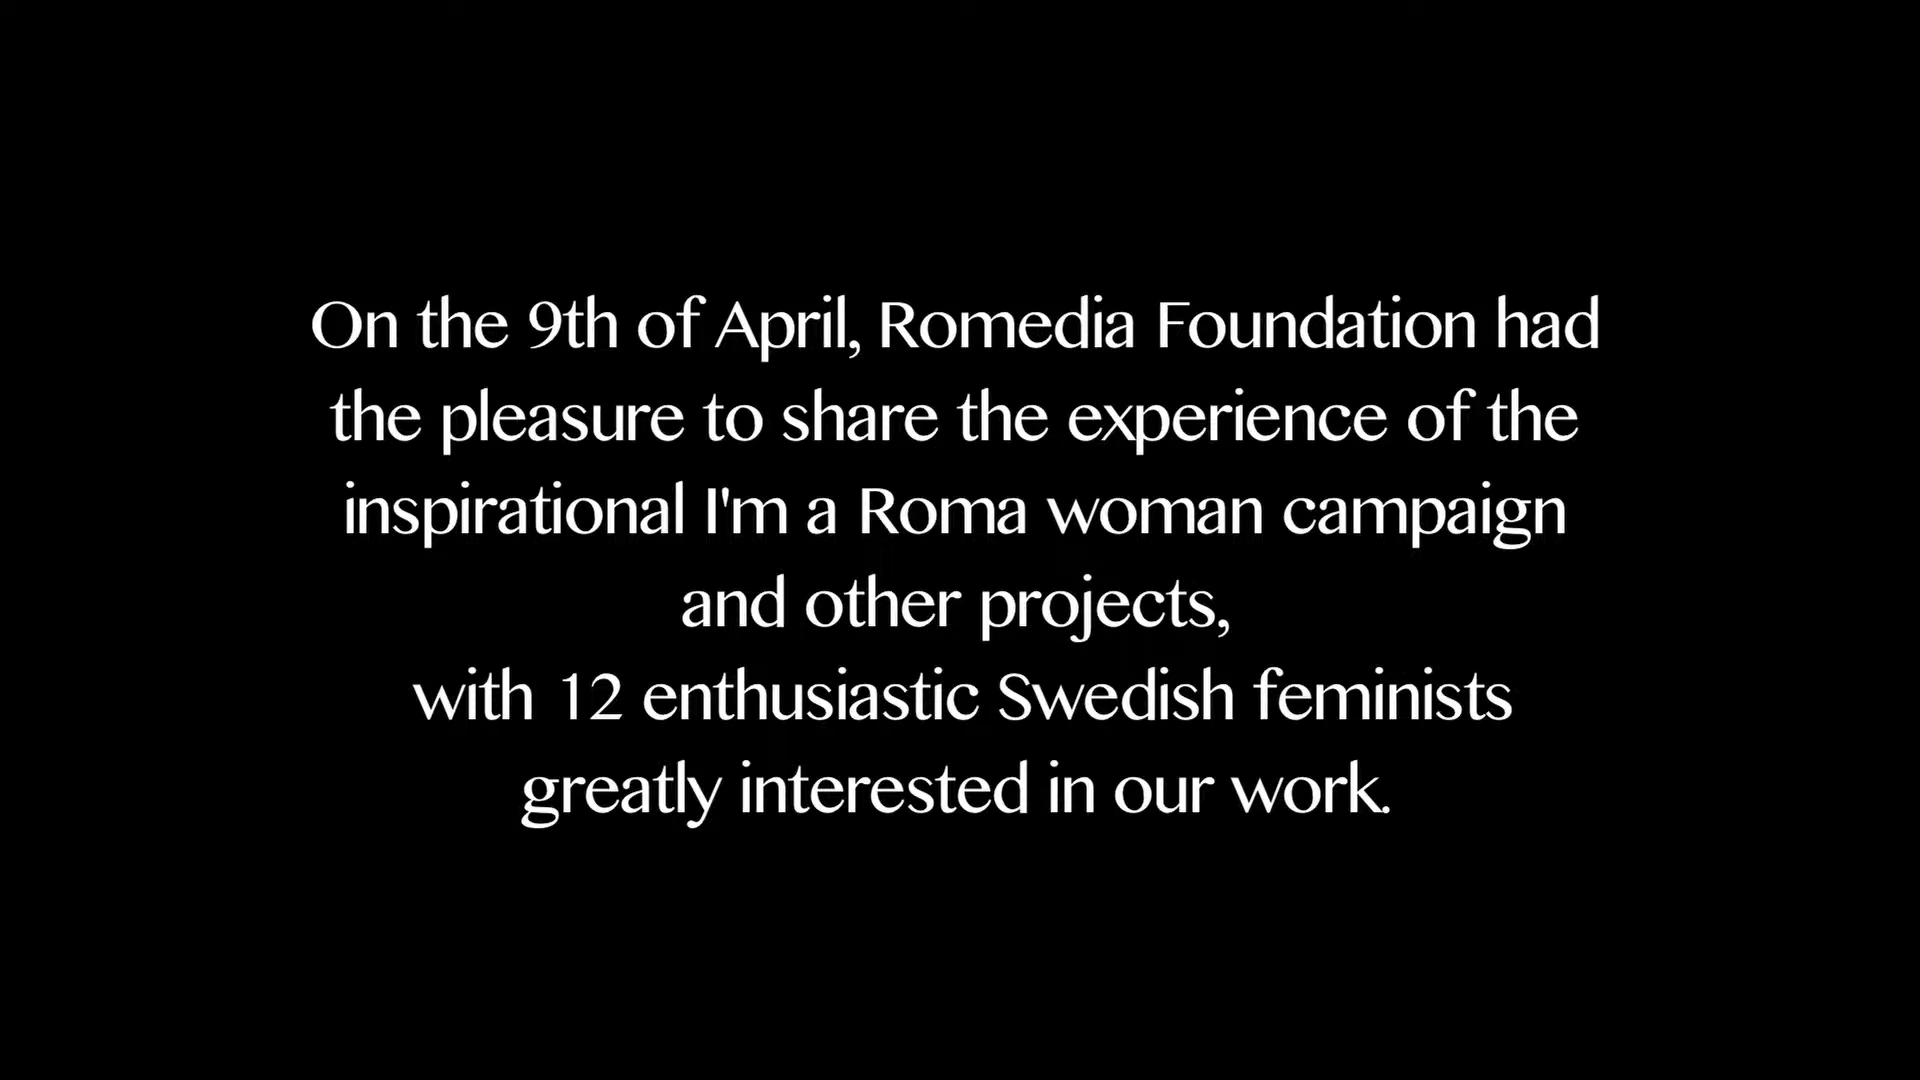 On the 9th of April, Romedia Foundation had
the pleasure to share the experience of the
inspirational I'm a Roma woman campaign
and other projects,
with 12 enthusiastic Swedish feminists
greatly interested in our work.